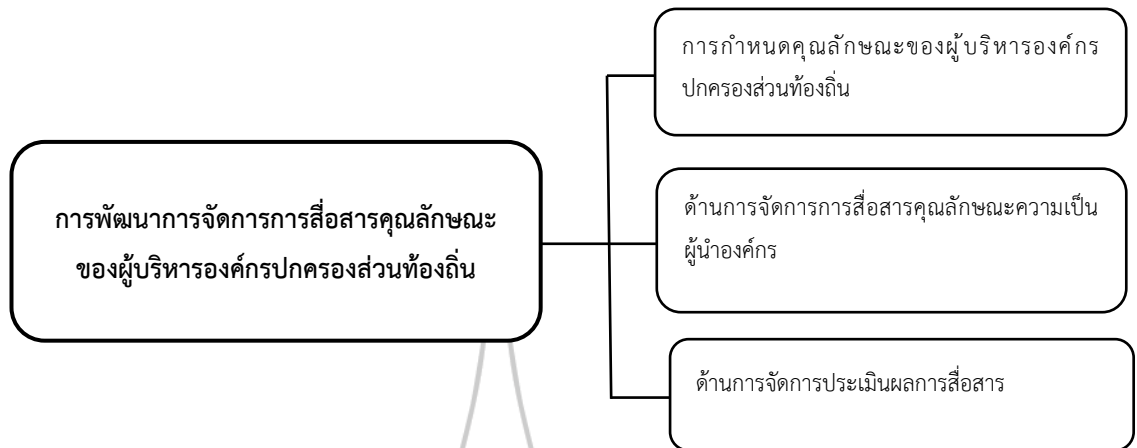 การกำหนดคุณลักษณะของผู้บริหารองค์กร
ปกครองส่วนท้องถิ่น
การพัฒนาการจัดการการสื่อสารคุณลักษณะ
ของผู้บริหารองค์กรปกครองส่วนท้องถิ่น
ด้านการจัดการการสื่อสารคุณลักษณะความเป็น
ผู้นำองค์กร
ด้านการจัดการประเมินผลการสื่อสาร